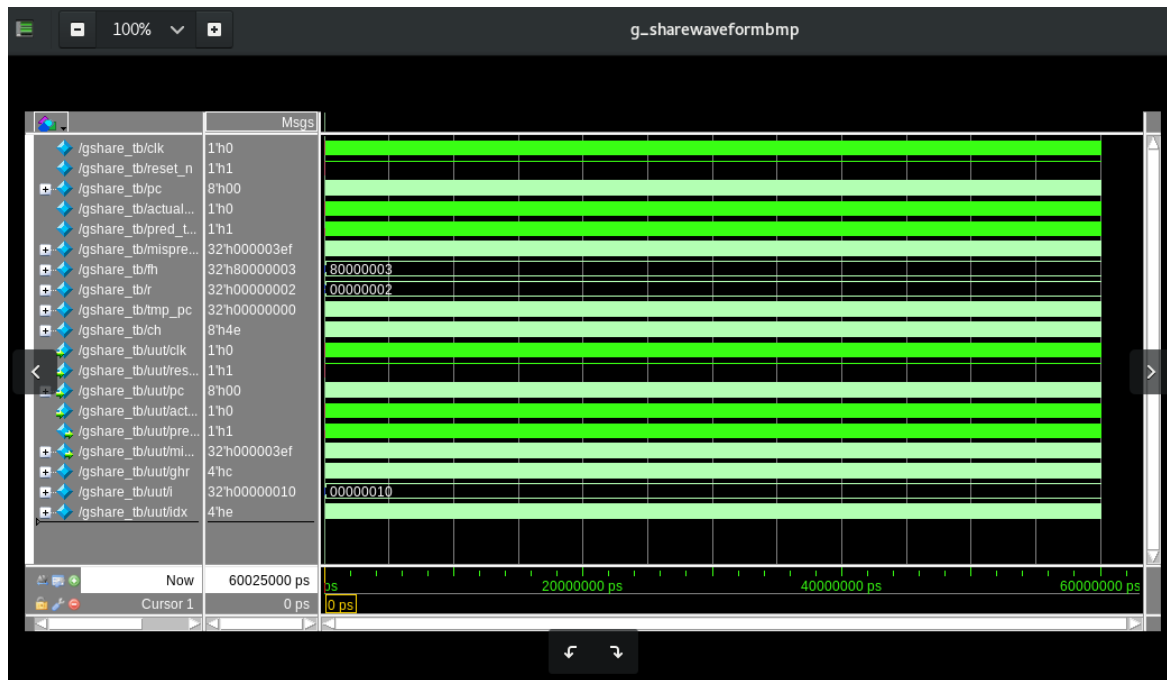 100%
g_sharewaveformbmp
Msgs
/gshare_tb/clk 1'h0
/gshare_tb/reset_n 1'h1
/gshare_tb/pc 8'h00
/gshare_tb/actual... 1'h0
/gshare_tb/pred_t... 1'h1
/gshare_tb/mispre... 32'h000003ef
/gshare_tb/fh 32'h80000003 80000003
/gshare_tb/r 32'h00000002 00000002
/gshare_tb/tmp_pc 32'h00000000
/gshare_tb/ch 8'h4e
/gshare_tb/uut/clk 1'h0
/gshare_tb/uut/res... 1'h1
/gshare_tb/uut/pc 8'h00
/gshare_tb/uut/act... 1'h0
/gshare_tb/uut/pre... 1'h1
/gshare_tb/uut/mi... 32'h000003ef
/gshare_tb/uut/ghr 4'hc
/gshare_tb/uut/i 32'h00000010 00000010
/gshare_tb/uut/idx 4'he
Now 60025000 ps ps 20000000 ps 40000000 ps 60000000 ps
Cursor 1 0 ps 0 ps